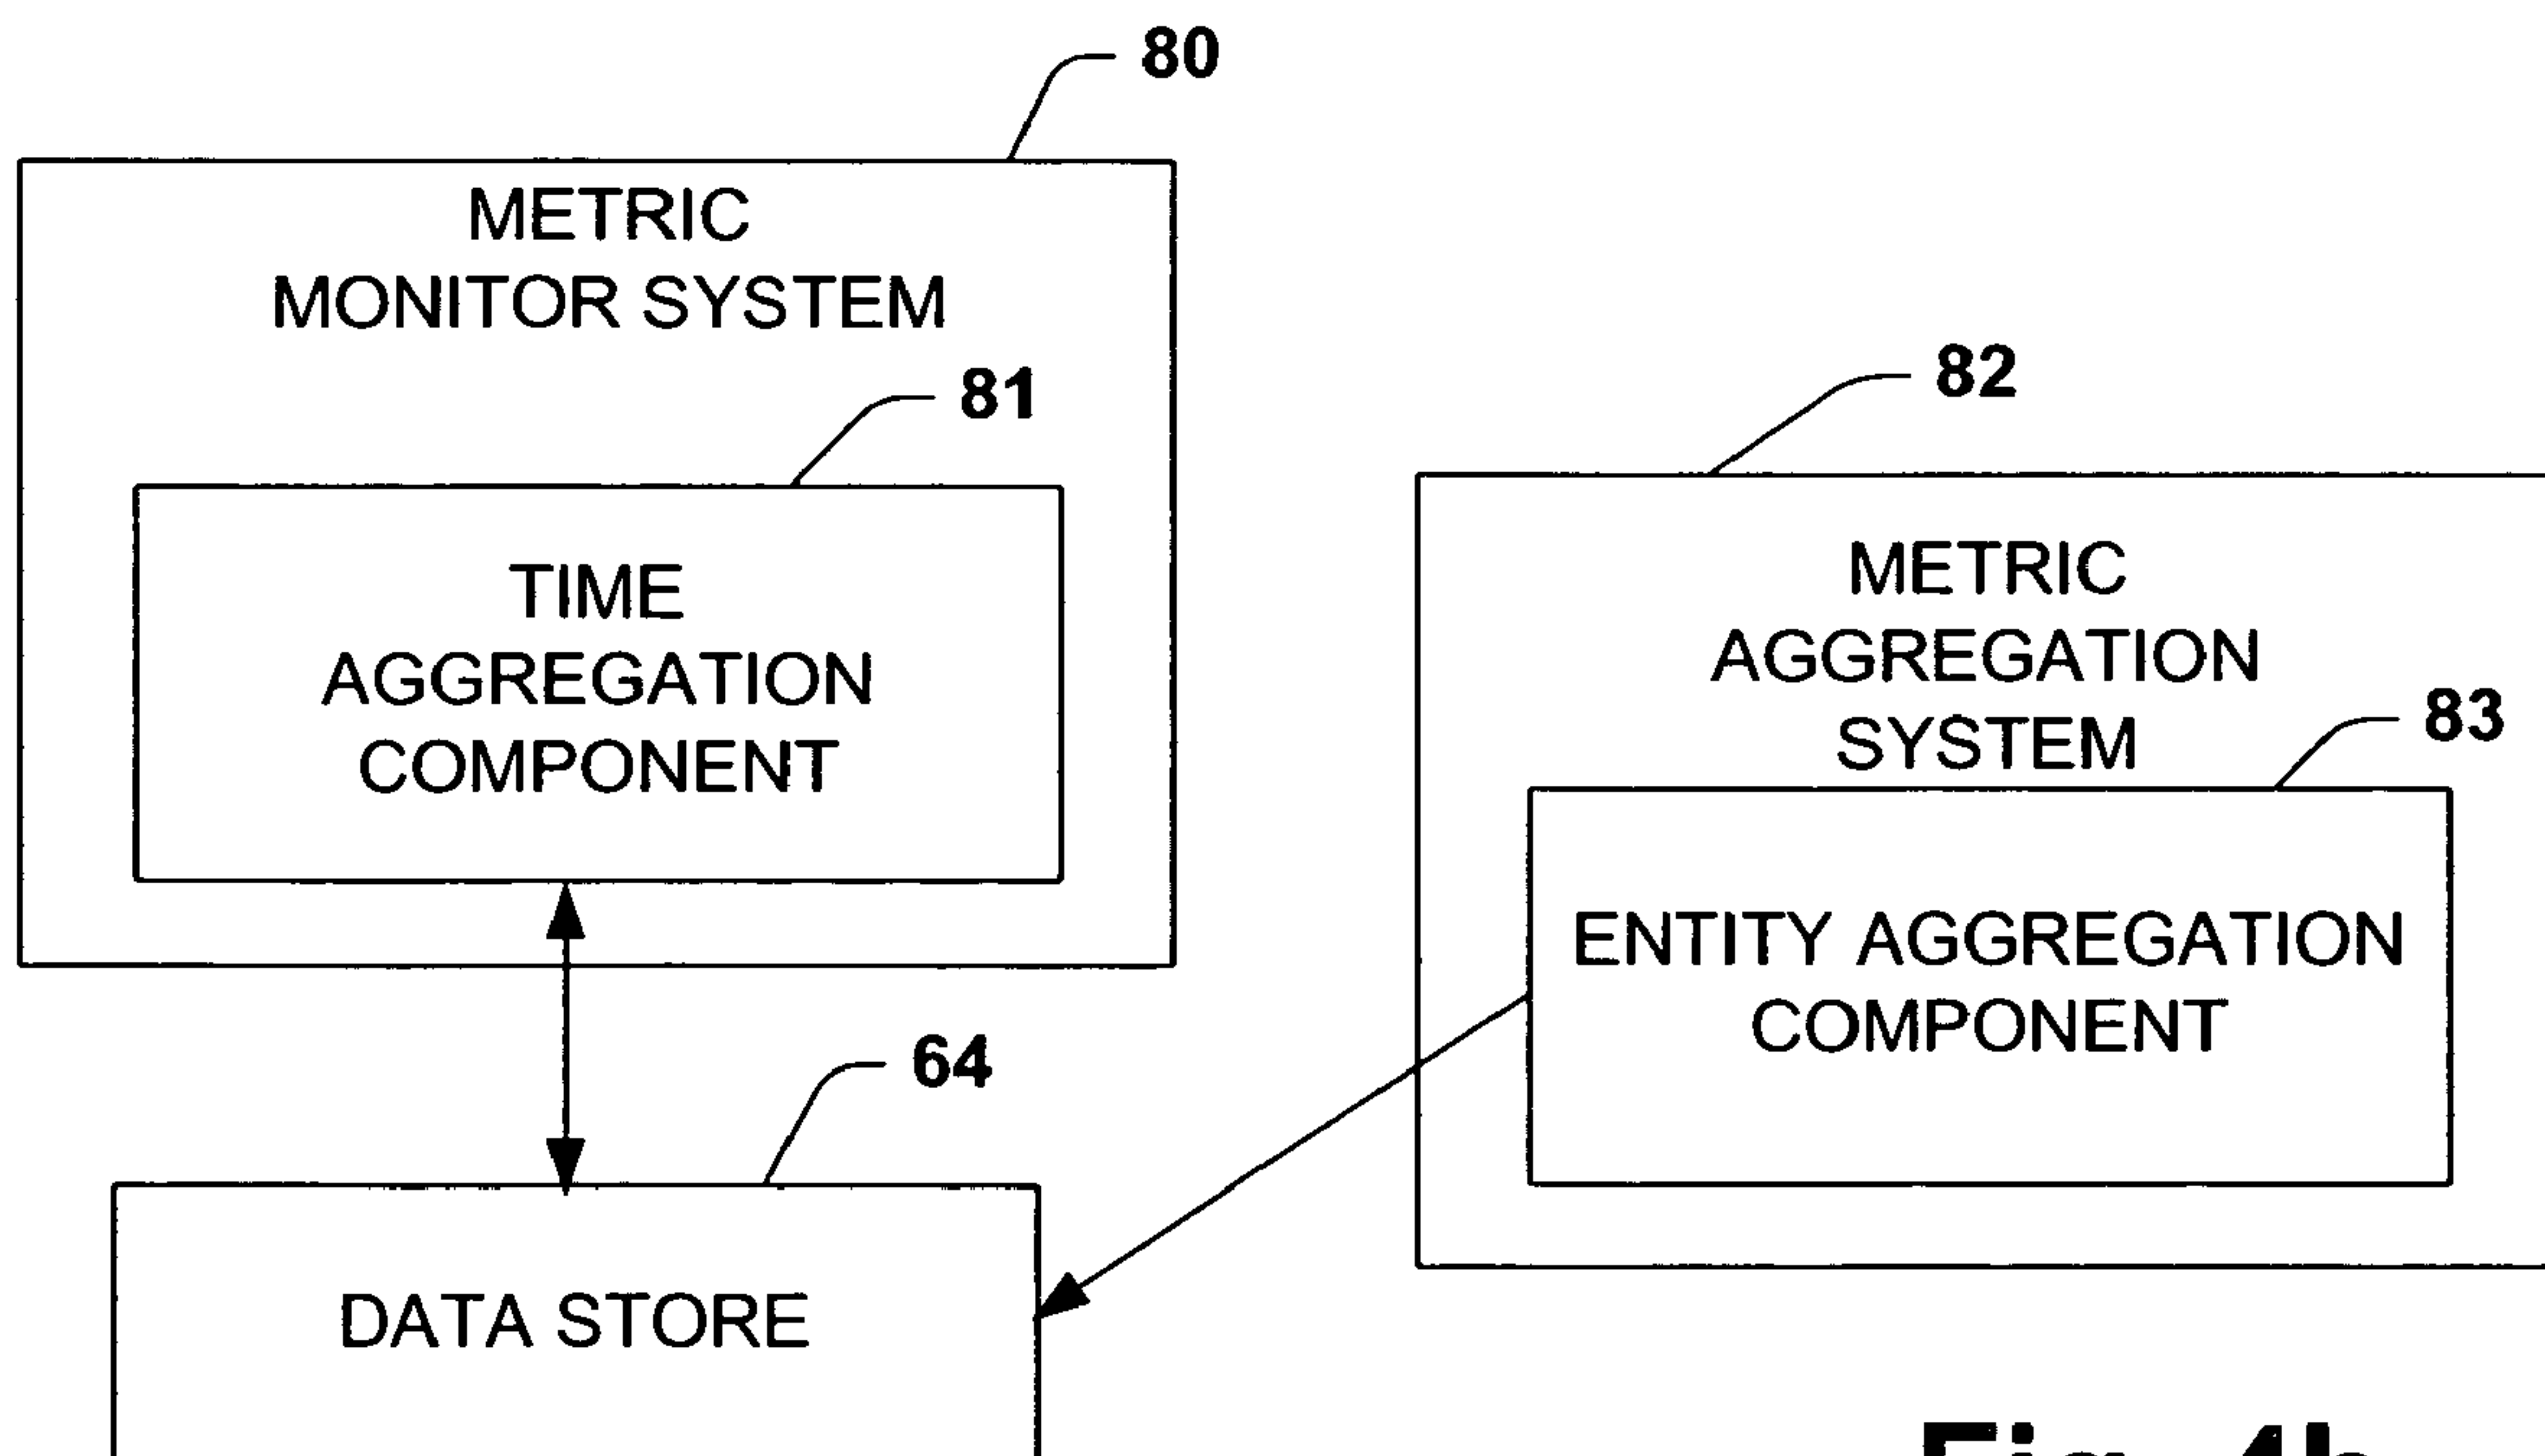 80
METRIC
MONITOR SYSTEM
81
TIME
AGGREGATION
COMPONENT
82
METRIC
AGGREGATION
SYSTEM
83
ENTITY AGGREGATION
COMPONENT
64
DATA STORE